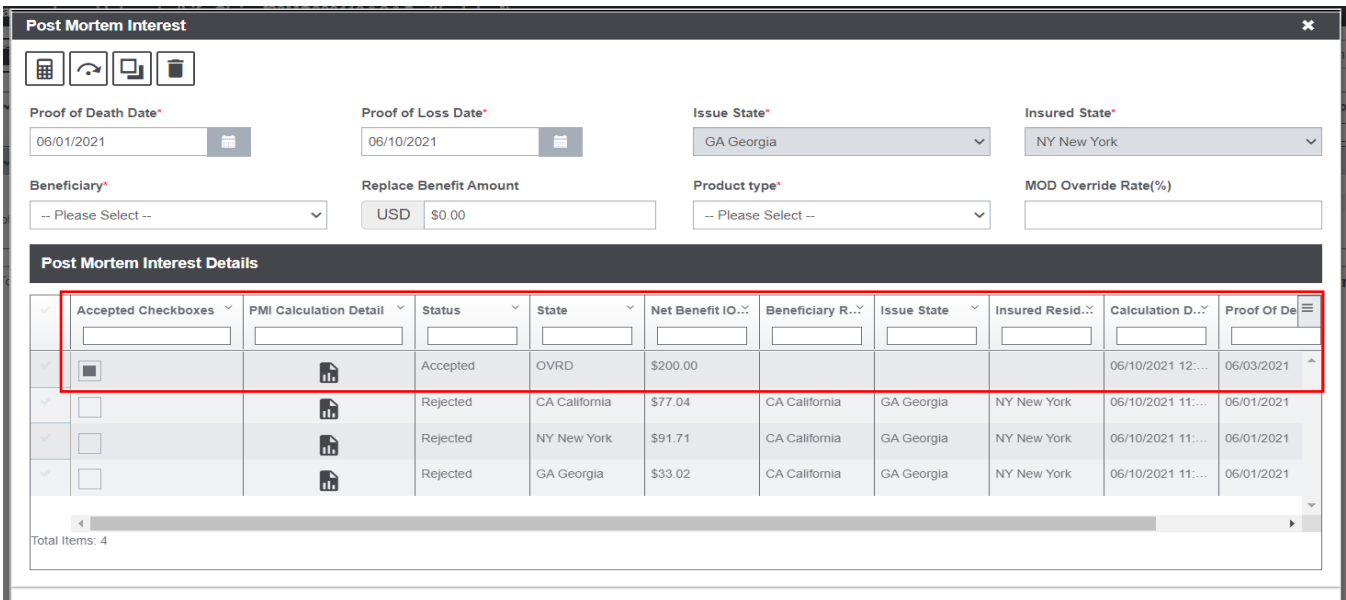 Post Mortem Interest
Proof of Death Date* Proof of Loss Date* Issue State* Insured State*
06/01/2021 06/10/2021 GA Georgia NY New York
Beneficiary* Replace Benefit Amount Product type* MOD Override Rate(%)
-- Please Select -- USD $0.00 -- Please Select --
Post Mortem Interest Details
Accepted Checkboxes PMI Calculation Detail Status State Net Benefit IO... Beneficiary R... Issue State Insured Resid... Calculation D... Proof Of De
Accepted OVRD $200.00 06/10/2021 12:... 06/03/2021
Rejected CA California $77.04 CA California GA Georgia NY New York 06/10/2021 11:... 06/01/2021
Rejected NY New York $91.71 CA California GA Georgia NY New York 06/10/2021 11:... 06/01/2021
Rejected GA Georgia $33.02 CA California GA Georgia NY New York 06/10/2021 11:... 06/01/2021
Total Items: 4